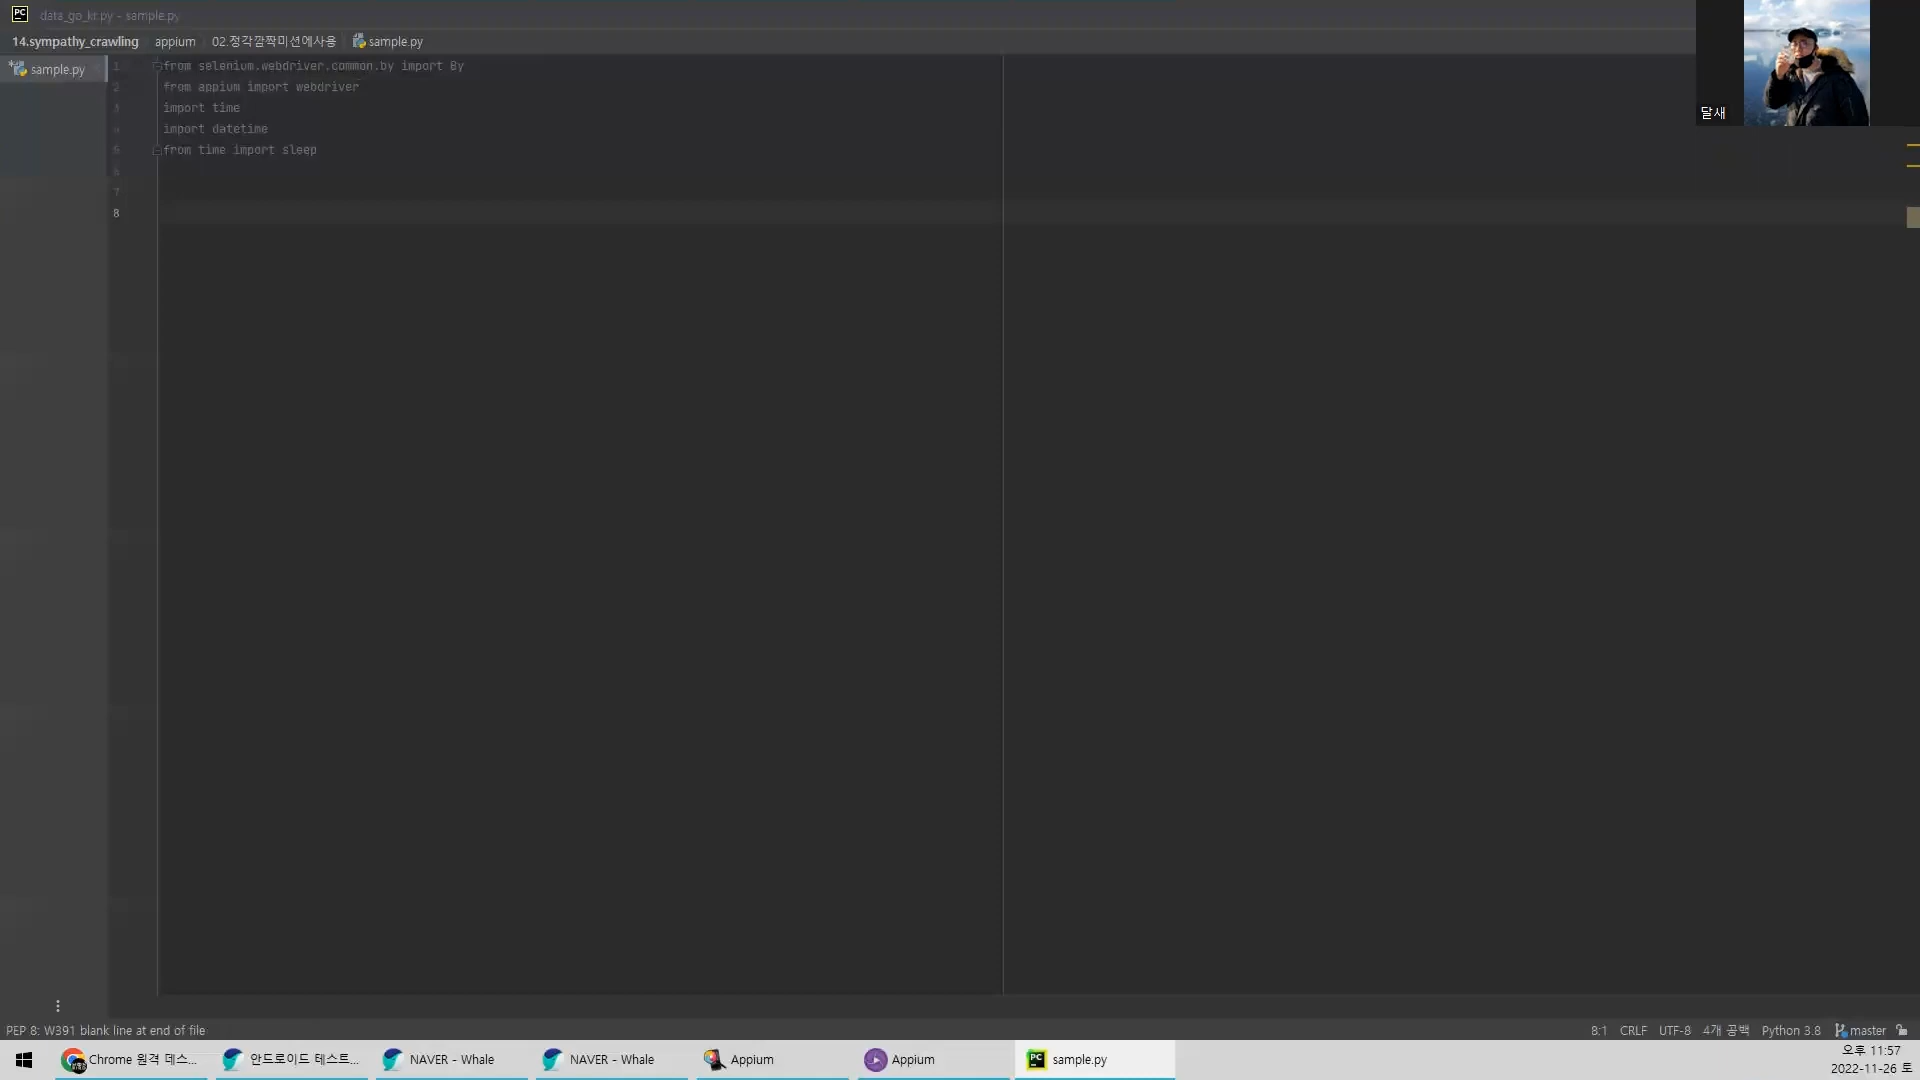 data_go_kr.py - sample.py
14.sympathy_crawling appium 02.정각깜짝미션에사용 sample.py
달새
sample.py
1 from selenium.webdriver.common.by import By
2 from appium import webdriver
3 import time
4 import datetime
5 from time import sleep
6
7
8
PEP 8: W391 blank line at end of file
8:1 CRLF UTF-8 4개 공백 Python 3.8 master
Chrome 원격 데스... 안드로이드 테스트... NAVER - Whale NAVER - Whale Appium Appium sample.py
오후 11:57
2022-11-26 토